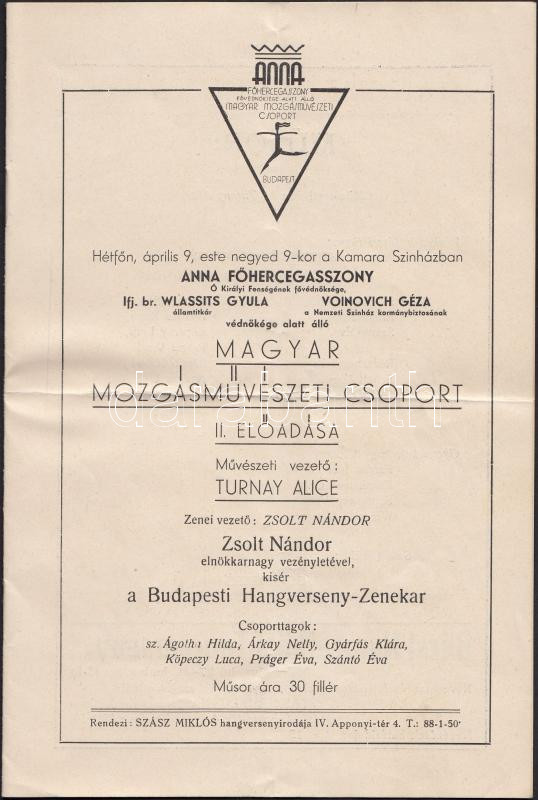 ANNA
FŐHERCEGASSZONY
FŐVÉDNÖKSÉGE ALATT ÁLLÓ
MAGYAR MOZGÁSMŰVÉSZETI
CSOPORT
BUDAPEST
Hétfőn, április 9, este negyed 9-kor a Kamara Szinházban
ANNA FŐHERCEGASSZONY
Ő Királyi Fenségének fővédnöksége,
Ifj. br. WLASSITS GYULA VOINOVICH GÉZA
államtitkár a Nemzeti Szinház kormánybiztosának
védnökége alatt álló
MAGYAR
MOZGÁSMŰVÉSZETI CSOPORT
II. ELŐADÁSA
Művészeti vezető:
TURNAY ALICE
Zenei vezető: ZSOLT NÁNDOR
Zsolt Nándor
elnökkarnagy vezényletével,
kisér
a Budapesti Hangverseny-Zenekar
Csoporttagok:
sz. Ágotha Hilda, Árkay Nelly, Gyárfás Klára,
Köpeczy Luca, Práger Éva, Szántó Éva
Műsor ára 30 fillér
Rendezi: SZÁSZ MIKLÓS hangversenyirodája IV. Apponyi-tér 4. T.: 88-1-50
darabanth